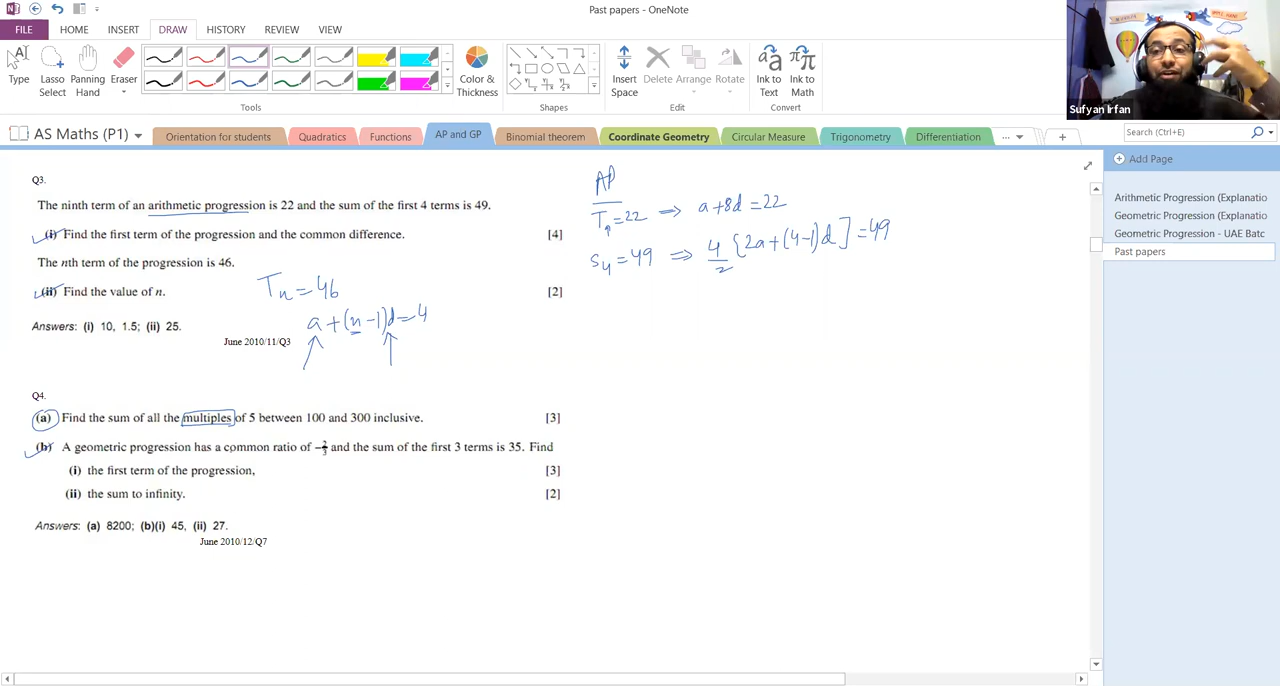 Past papers - OneNote
FILE HOME INSERT DRAW HISTORY REVIEW VIEW
Type Lasso Select Panning Hand Eraser Color & Thickness Insert Space Delete Arrange Rotate Ink to Text Ink to Math
Tools Shapes Edit Convert
Sufyan Irfan
AS Maths (P1) Orientation for students Quadratics Functions AP and GP Binomial theorem Coordinate Geometry Circular Measure Trigonometry Differentiation ... Search (Ctrl+E)
Add Page
Arithmetic Progression (Explanatio
Geometric Progression (Explanatio
Geometric Progression - UAE Batc
Past papers
Q3.
The ninth term of an arithmetic progression is 22 and the sum of the first 4 terms is 49.
(i) Find the first term of the progression and the common difference. [4]
The nth term of the progression is 46.
(ii) Find the value of n. [2]
Answers: (i) 10, 1.5; (ii) 25.
June 2010/11/Q3
Tn = 46
a + (n - 1)d = 4
AP
T9 = 22 ⇒ a + 8d = 22
S4 = 49 ⇒ 4/2 {2a + (4-1)d] = 49
Q4.
(a) Find the sum of all the multiples of 5 between 100 and 300 inclusive. [3]
(b) A geometric progression has a common ratio of -2/3 and the sum of the first 3 terms is 35. Find
(i) the first term of the progression, [3]
(ii) the sum to infinity. [2]
Answers: (a) 8200; (b)(i) 45, (ii) 27.
June 2010/12/Q7